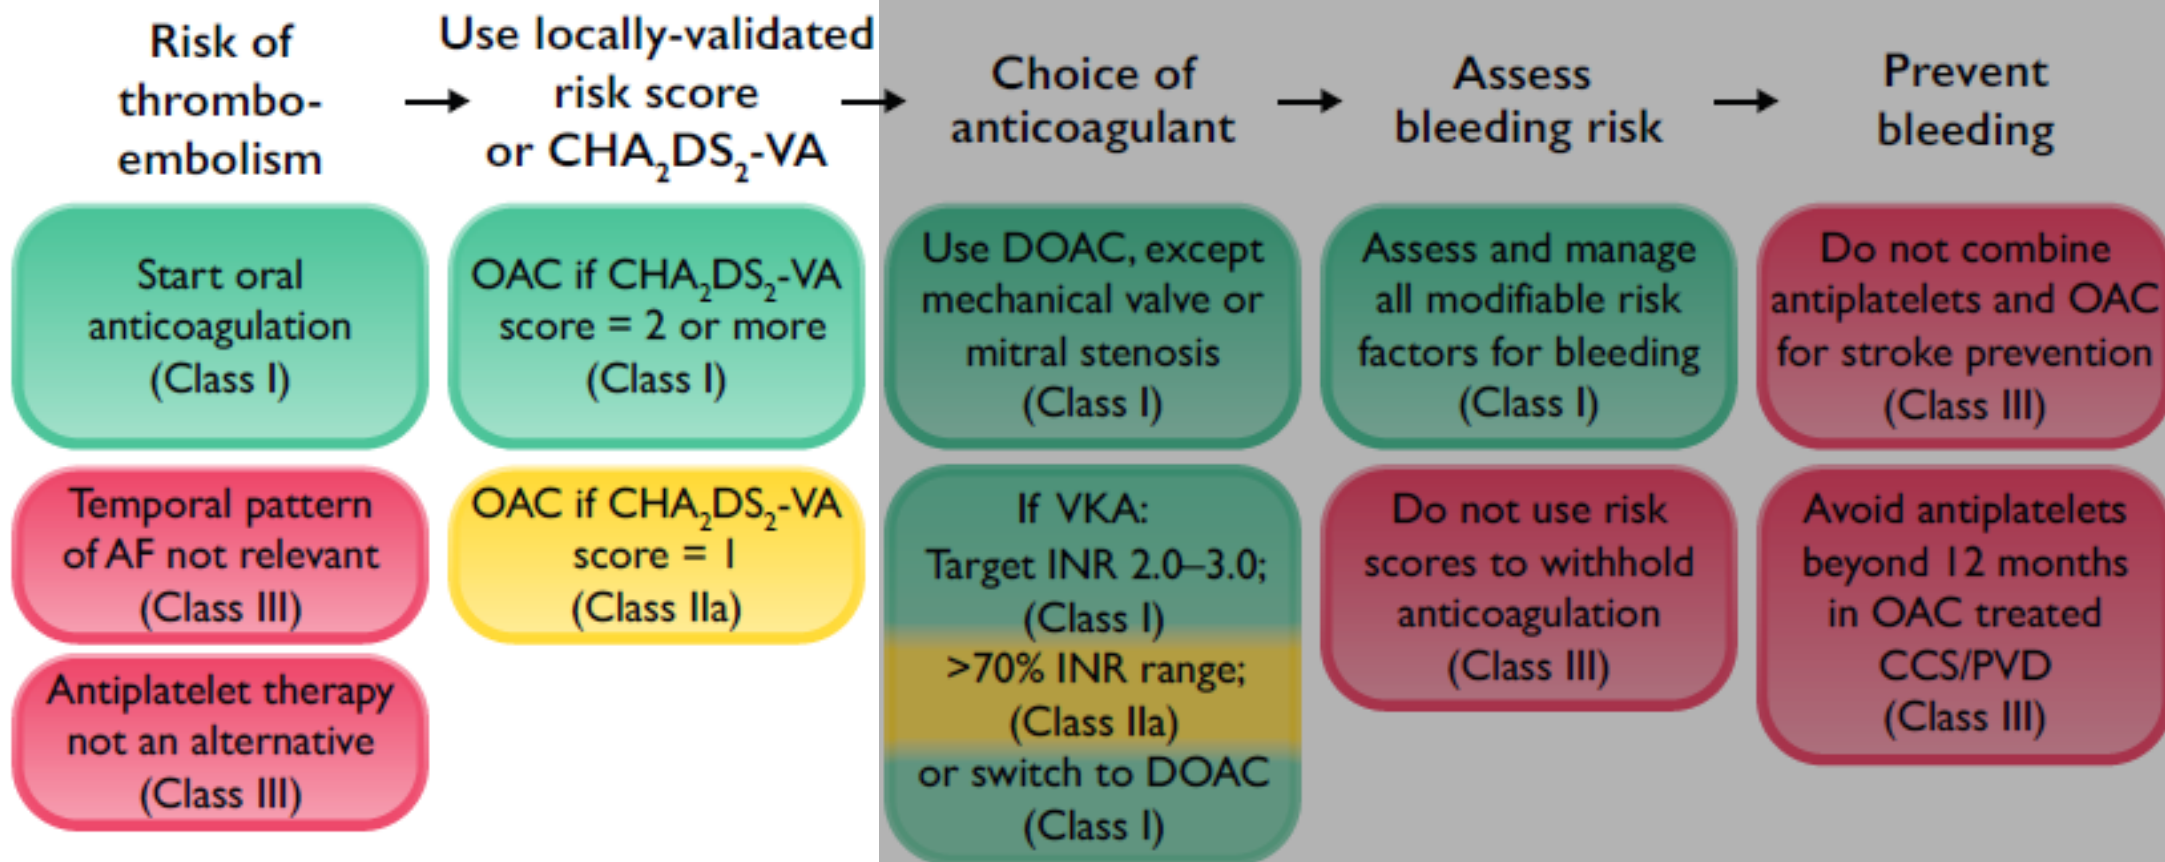 Risk of
thrombo-
embolism
Use locally-validated
risk score
or CHA₂DS₂-VA
Choice of
anticoagulant
Assess
bleeding risk
Prevent
bleeding
Start oral
anticoagulation
(Class I)
OAC if CHA₂DS₂-VA
score = 2 or more
(Class I)
Use DOAC, except
mechanical valve or
mitral stenosis
(Class I)
Assess and manage
all modifiable risk
factors for bleeding
(Class I)
Do not combine
antiplatelets and OAC
for stroke prevention
(Class III)
Temporal pattern
of AF not relevant
(Class III)
OAC if CHA₂DS₂-VA
score = 1
(Class IIa)
If VKA:
Target INR 2.0–3.0;
(Class I)
>70% INR range;
(Class IIa)
or switch to DOAC
(Class I)
Do not use risk
scores to withhold
anticoagulation
(Class III)
Avoid antiplatelets
beyond 12 months
in OAC treated
CCS/PVD
(Class III)
Antiplatelet therapy
not an alternative
(Class III)